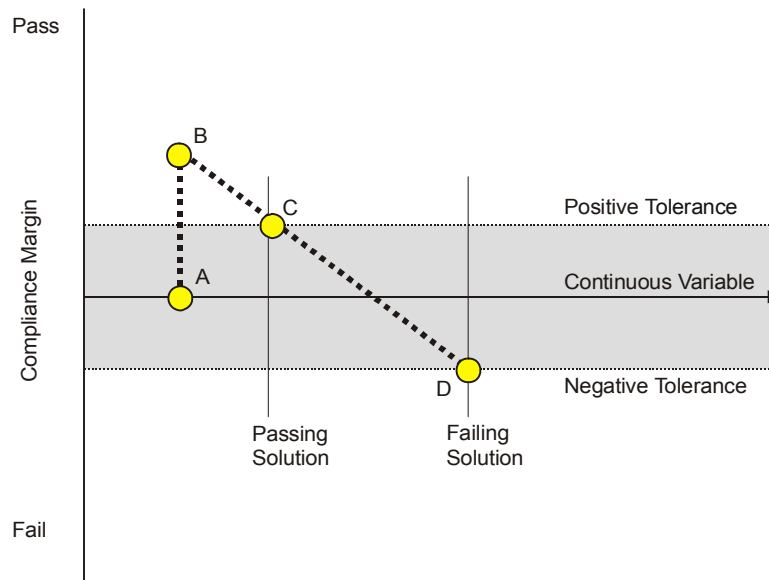 Pass
B
C
Positive Tolerance
A
Continuous Variable
Compliance Margin
D
Negative Tolerance
Passing
Solution
Failing
Solution
Fail